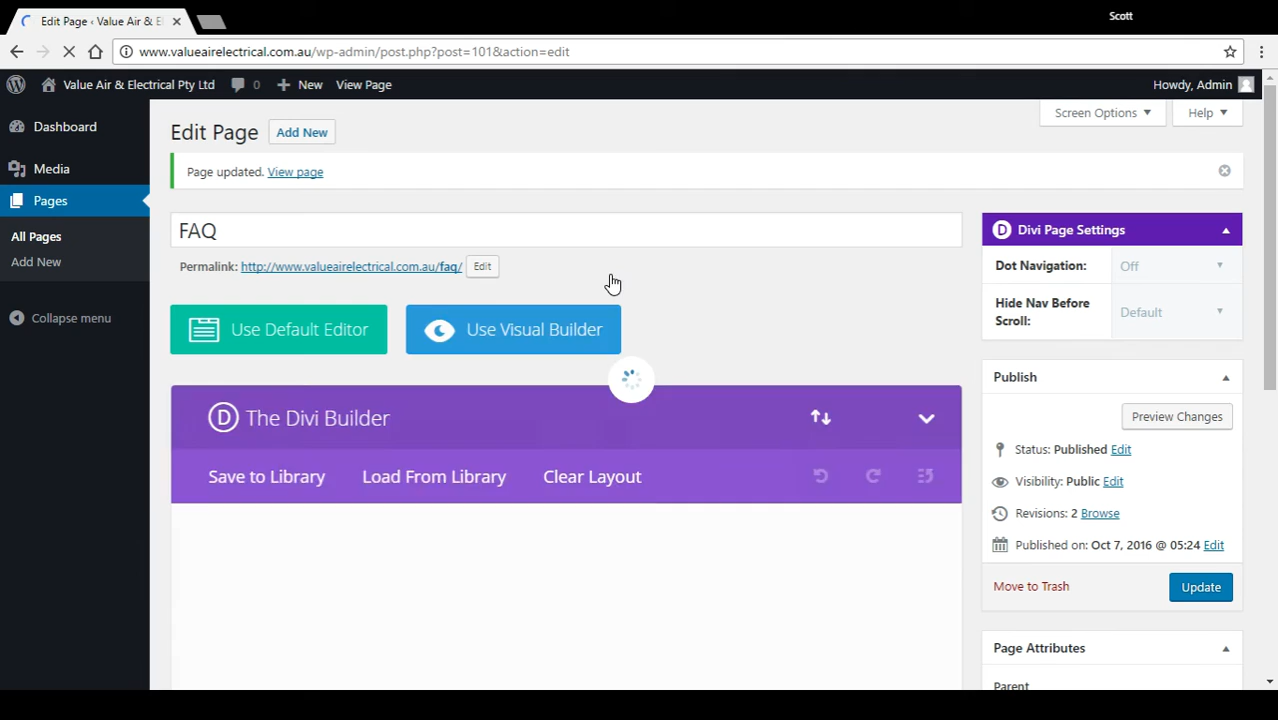 Scott
Edit Page ‹ Value Air & El
www.valueairelectrical.com.au/wp-admin/post.php?post=101&action=edit
Value Air & Electrical Pty Ltd 0 New View Page Howdy, Admin
Dashboard
Media
Pages
All Pages
Add New
Collapse menu
Screen Options Help
Edit Page Add New
Page updated. View page
FAQ
Permalink: http://www.valueairelectrical.com.au/faq/ Edit
Use Default Editor Use Visual Builder
D The Divi Builder
Save to Library Load From Library Clear Layout
D Divi Page Settings
Dot Navigation: Off
Hide Nav Before Scroll: Default
Publish
Preview Changes
Status: Published Edit
Visibility: Public Edit
Revisions: 2 Browse
Published on: Oct 7, 2016 @ 05:24 Edit
Move to Trash Update
Page Attributes
Parent